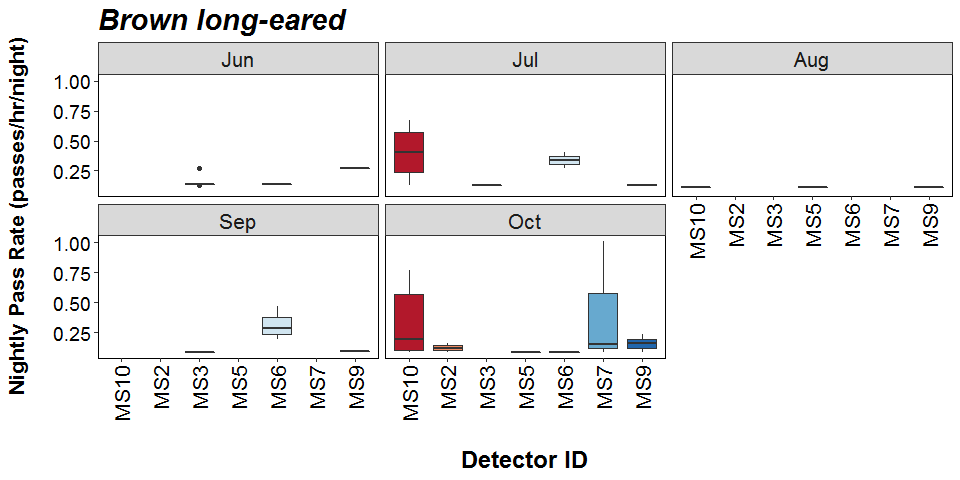 Brown long-eared
Jun Jul Aug
1.00
0.75
0.50
0.25
MS10 MS2 MS3 MS5 MS6 MS7 MS9
Sep Oct
1.00
0.75
0.50
0.25
MS10 MS2 MS3 MS5 MS6 MS7 MS9 MS10 MS2 MS3 MS5 MS6 MS7 MS9
Nightly Pass Rate (passes/hr/night)
Detector ID